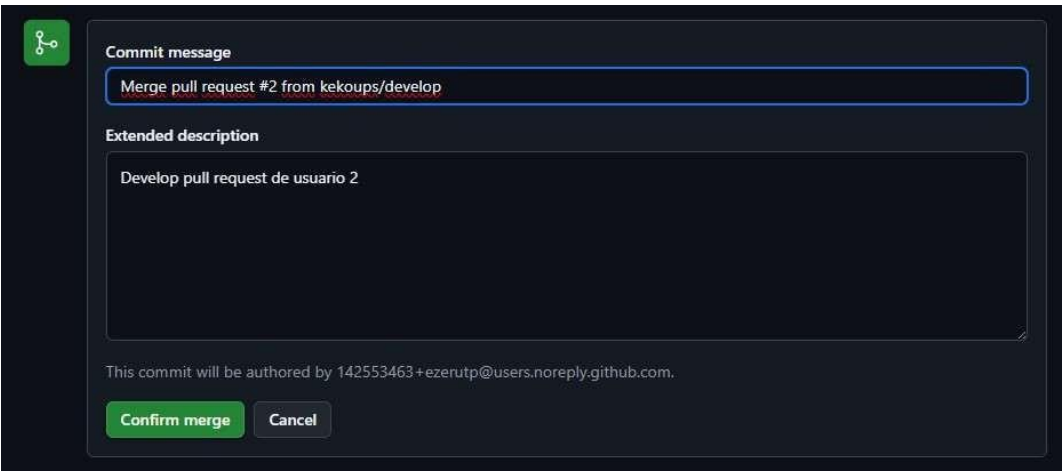 Commit message
Merge pull request #2 from kekoups/develop
Extended description
Develop pull request de usuario 2
This commit will be authored by 142553463+ezerutp@users.noreply.github.com.
Confirm merge
Cancel